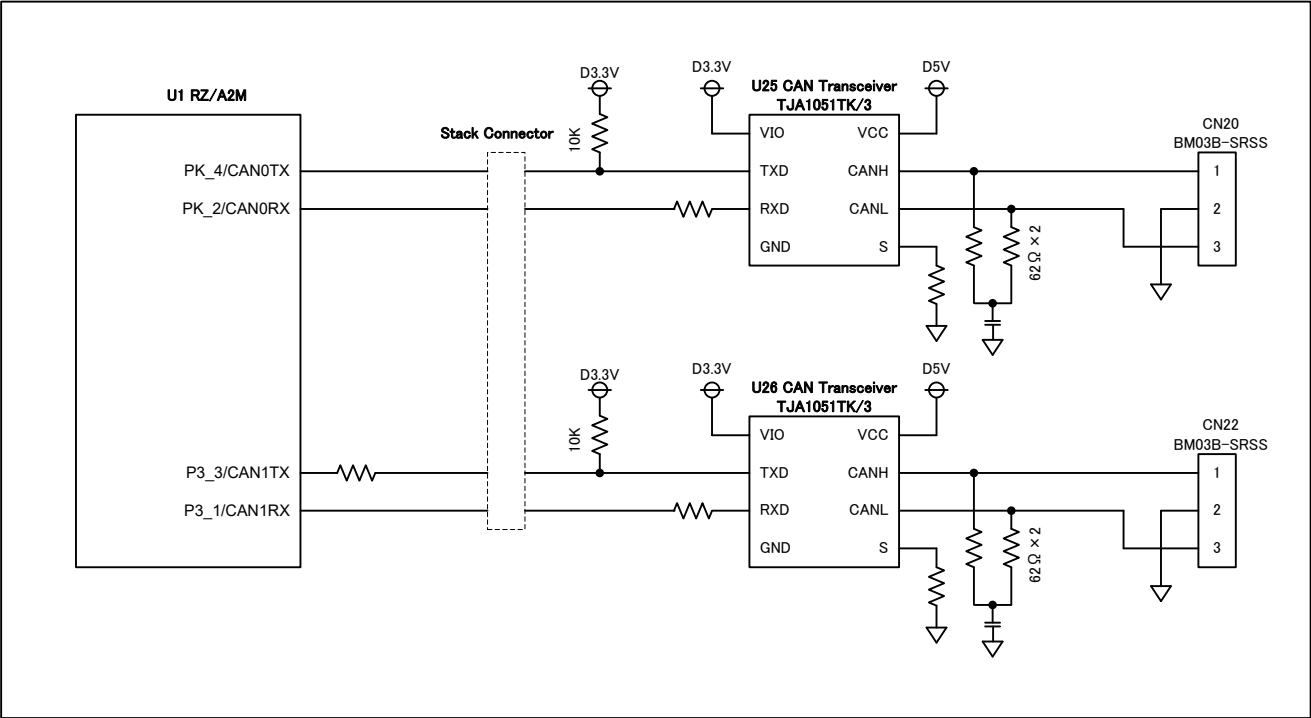 U1 RZ/A2M
PK_4/CAN0TX
PK_2/CAN0RX
P3_3/CAN1TX
P3_1/CAN1RX
Stack Connector
D3.3V
10K
D3.3V
U25 CAN Transceiver
TJA1051TK/3
D5V
VIO
VCC
TXD
CANH
RXD
CANL
GND
S
62Ω×2
CN20
BM03B-SRSS
1
2
3
D3.3V
10K
D3.3V
U26 CAN Transceiver
TJA1051TK/3
D5V
VIO
VCC
TXD
CANH
RXD
CANL
GND
S
62Ω×2
CN22
BM03B-SRSS
1
2
3